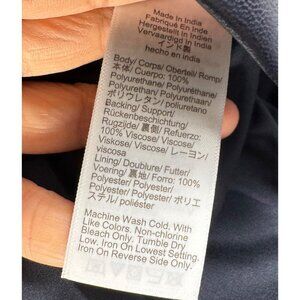 Made In India
Fabriqué En Inde
Hergestellt in Indien
Vervaardigd in India
インド製
hecho en india
Body/ Corps/ Oberteil/ Romp/
本体/ Cuerpo: 100%
Polyurethane/ Polyuréthane/
Polyurethan/ Polyurethaan/
ポリウレタン/ poliuretano
Backing/ Support/
Rückenbeschichtung/
Rugzijde/ 裏側/ Refuerzo:
100% Viscose/ Viscose/
Viskose/ Viscose/ レーヨン/
viscosa
Lining/ Doublure/ Futter/
Voering/ 裏地/ Forro: 100%
Polyester/ Polyester/
Polyester/ Polyester/ ポリエ
ステル/ poliéster
Machine Wash Cold. With
Like Colors. Non-chlorine
Bleach Only. Tumble Dry
Low. Iron On Lowest Setting.
Iron On Reverse Side Only